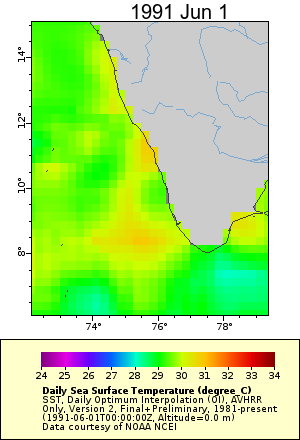 1991 Jun 1
14°
12°
10°
8°
74°
76°
78°
24 25 26 27 28 29 30 31 32 33 34
Daily Sea Surface Temperature (degree_C)
SST, Daily Optimum Interpolation (OI), AVHRR
Only, Version 2, Final+Preliminary, 1981-present
(1991-06-01T00:00:00Z, Altitude=0.0 m)
Data courtesy of NOAA NCEI